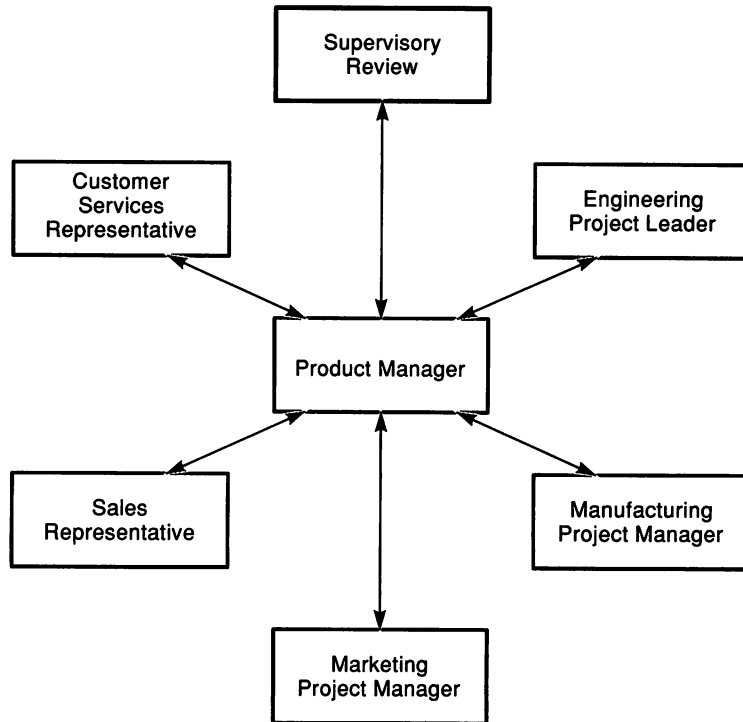 Supervisory
Review
Customer
Services
Representative
Engineering
Project Leader
Product Manager
Sales
Representative
Manufacturing
Project Manager
Marketing
Project Manager